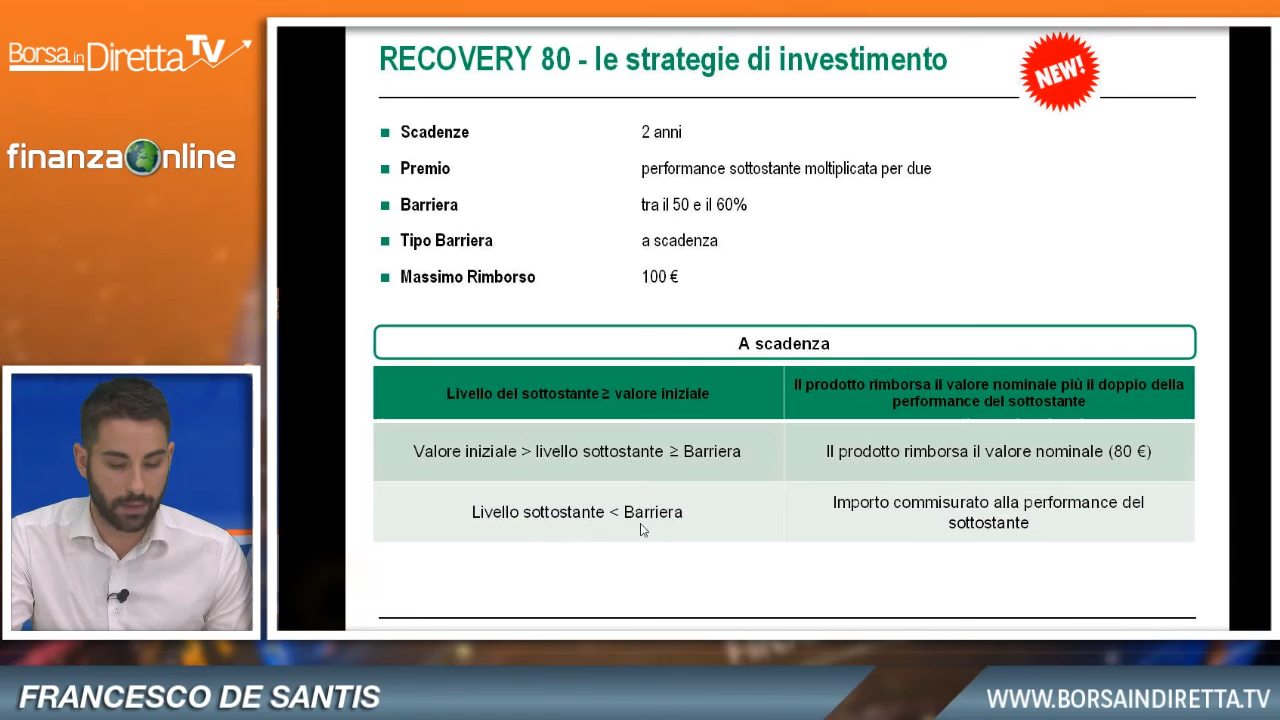 Borsa in Diretta TV
finanza Online
RECOVERY 80 - le strategie di investimento
NEW!
Scadenze 2 anni
Premio performance sottostante moltiplicata per due
Barriera tra il 50 e il 60%
Tipo Barriera a scadenza
Massimo Rimborso 100 €
A scadenza
Livello del sottostante ≥ valore iniziale
Il prodotto rimborsa il valore nominale più il doppio della
performance del sottostante
Valore iniziale > livello sottostante ≥ Barriera
Il prodotto rimborsa il valore nominale (80 €)
Livello sottostante < Barriera
Importo commisurato alla performance del
sottostante
FRANCESCO DE SANTIS
WWW.BORSAINDIRETTA.TV